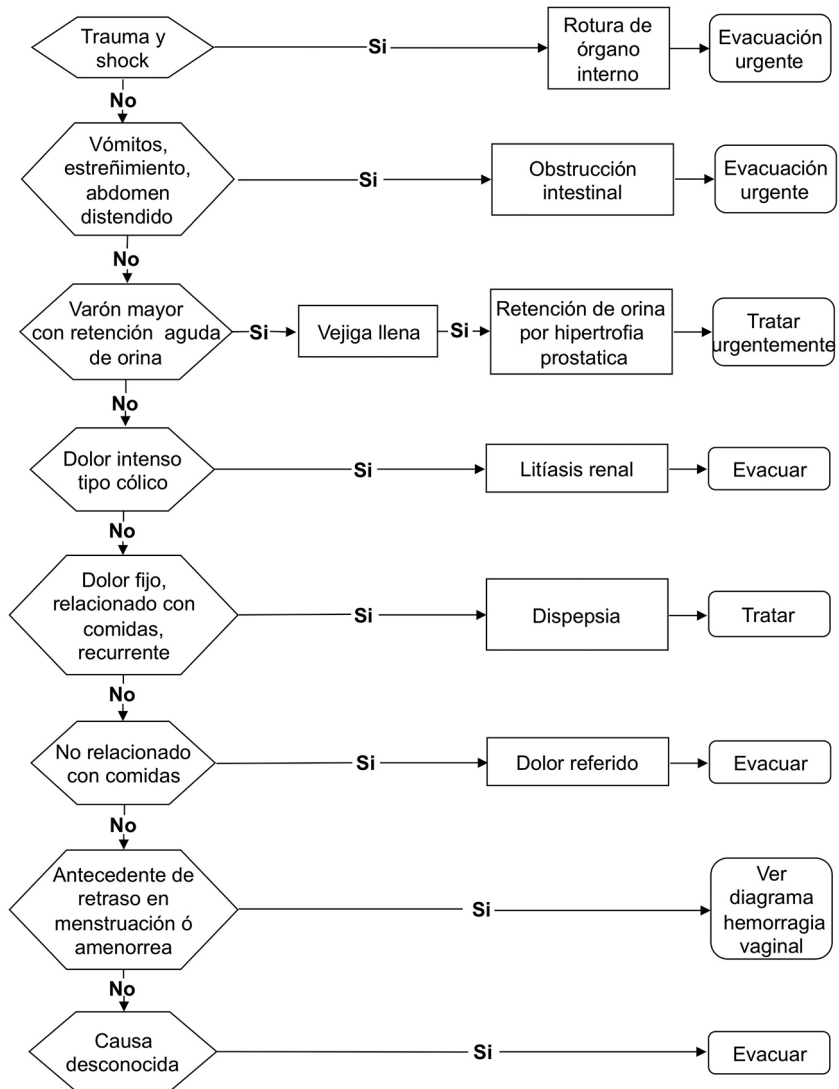 Trauma y
shock
Si
Rotura de
órgano
interno
Evacuación
urgente
No
Vómitos,
estreñimiento,
abdomen
distendido
Si
Obstrucción
intestinal
Evacuación
urgente
No
Varón mayor
con retención aguda
de orina
Si
Vejiga llena
Si
Retención de orina
por hipertrofia
prostatica
Tratar
urgentemente
No
Dolor intenso
tipo cólico
Si
Litíasis renal
Evacuar
No
Dolor fijo,
relacionado con
comidas,
recurrente
Si
Dispepsia
Tratar
No
No relacionado
con comidas
Si
Dolor referido
Evacuar
No
Antecedente de
retraso en
menstruación ó
amenorrea
Si
Ver
diagrama
hemorragia
vaginal
No
Causa
desconocida
Si
Evacuar